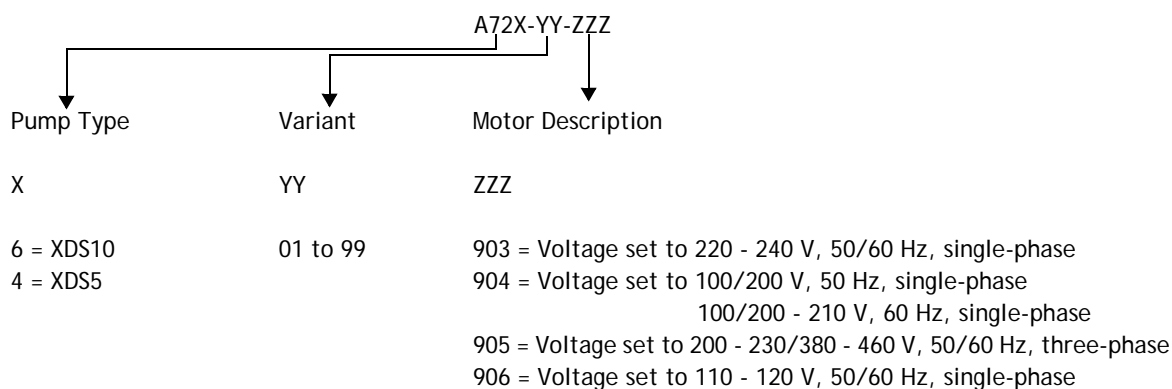 A72X-YY-ZZZ
Pump Type Variant Motor Description
X YY ZZZ
6 = XDS10 01 to 99 903 = Voltage set to 220 - 240 V, 50/60 Hz, single-phase
4 = XDS5 904 = Voltage set to 100/200 V, 50 Hz, single-phase
100/200 - 210 V, 60 Hz, single-phase
905 = Voltage set to 200 - 230/380 - 460 V, 50/60 Hz, three-phase
906 = Voltage set to 110 - 120 V, 50/60 Hz, single-phase